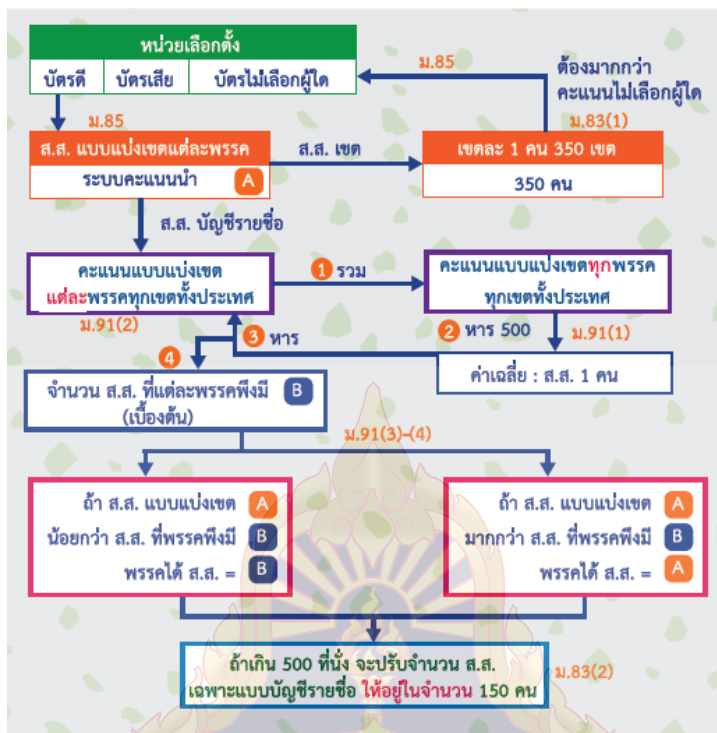 หน่วยเลือกตั้ง
บัตรดี บัตรเสีย บัตรไม่เลือกผู้ใด
ม.85
ต้องมากกว่า
คะแนนไม่เลือกผู้ใด
ม.85
ม.83(1)
ส.ส. แบบแบ่งเขตแต่ละพรรค
ระบบคะแนนนำ A
ส.ส. เขต
เขตละ 1 คน 350 เขต
350 คน
ส.ส. บัญชีรายชื่อ
คะแนนแบบแบ่งเขต
แต่ละพรรคทุกเขตทั้งประเทศ
1 รวม
คะแนนแบบแบ่งเขตทุกพรรค
ทุกเขตทั้งประเทศ
ม.91(2)
3 หาร
2 หาร 500
ม.91(1)
4
ค่าเฉลี่ย : ส.ส. 1 คน
จำนวน ส.ส. ที่แต่ละพรรคพึงมี B
(เบื้องต้น)
ม.91(3)-(4)
ถ้า ส.ส. แบบแบ่งเขต A
น้อยกว่า ส.ส. ที่พรรคพึงมี B
พรรคได้ ส.ส. = B
ถ้า ส.ส. แบบแบ่งเขต A
มากกว่า ส.ส. ที่พรรคพึงมี B
พรรคได้ ส.ส. = A
ถ้าเกิน 500 ที่นั่ง จะปรับจำนวน ส.ส.
เฉพาะแบบบัญชีรายชื่อ ให้อยู่ในจำนวน 150 คน
ม.83(2)